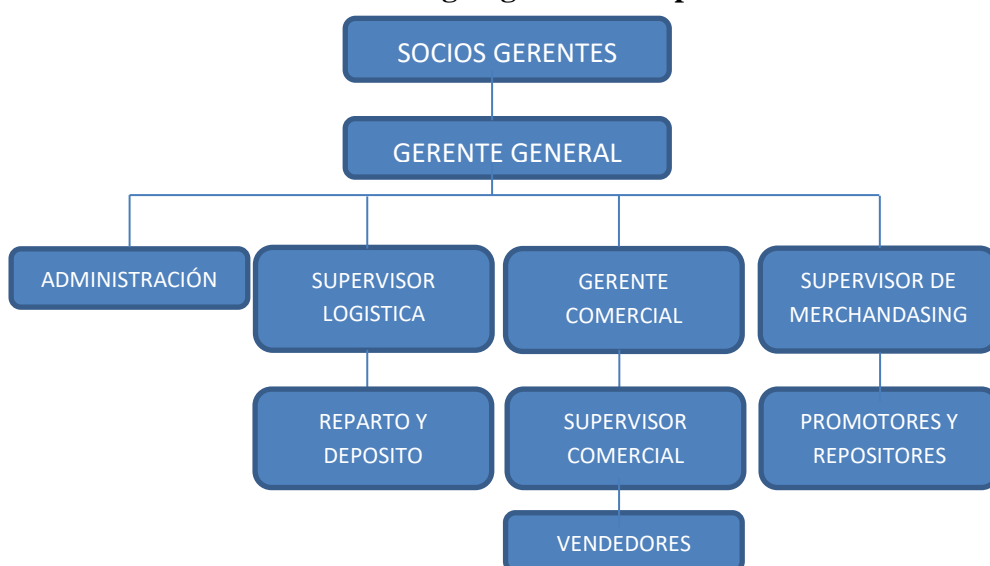 SOCIOS GERENTES
GERENTE GENERAL
ADMINISTRACIÓN
SUPERVISOR
LOGISTICA
GERENTE
COMERCIAL
SUPERVISOR DE
MERCHANDASING
REPARTO Y
DEPOSITO
SUPERVISOR
COMERCIAL
PROMOTORES Y
REPOSITORES
VENDEDORES